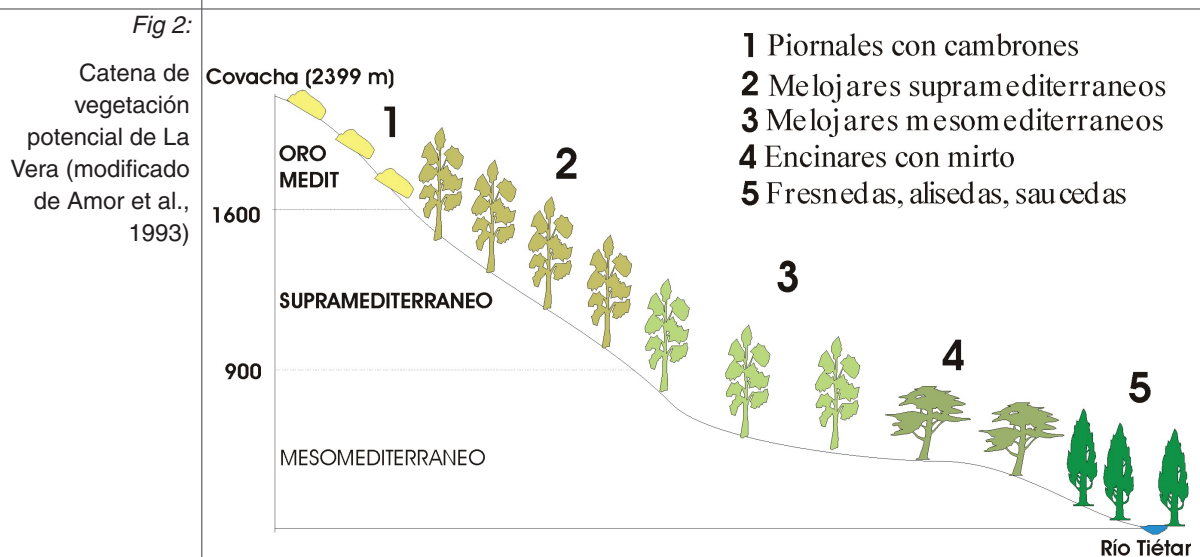 Fig 2:
Catena de
vegetación
potencial de La
Vera (modificado
de Amor et al.,
1993)
Covacha (2399 m)
1 Piornales con cambrones
2 Melojares supramediterraneos
3 Melojares mesomediterraneos
4 Encinares con mirto
5 Fresnedas, alisedas, saucedas
1
ORO
MEDIT
2
1600
3
SUPRAMEDITERRANEO
4
900
5
MESOMEDITERRANEO
Río Tiétar